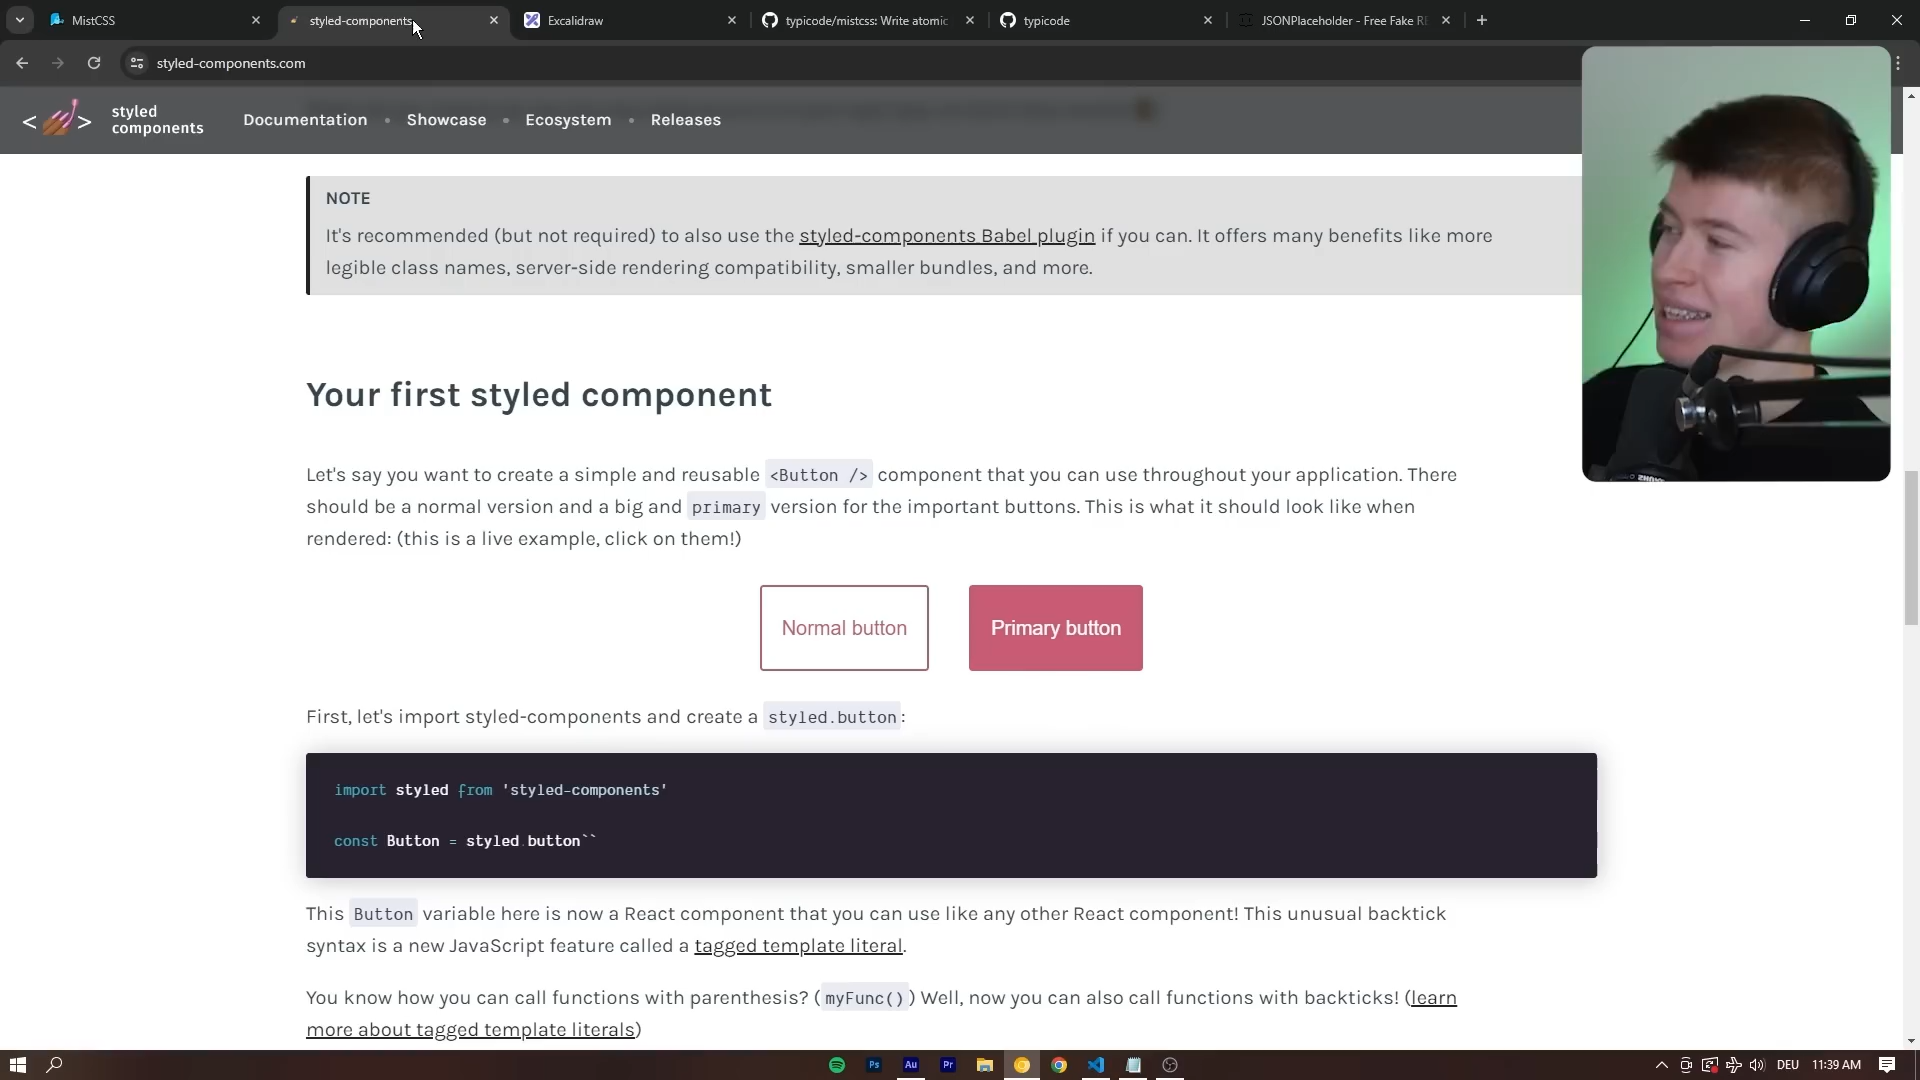 MistCSS
styled-components
Excalidraw
typicode/mistcss: Write atomic
typicode
JSONPlaceholder - Free Fake RE
styled-components.com
styled
components
Documentation • Showcase • Ecosystem • Releases
NOTE
It's recommended (but not required) to also use the styled-components Babel plugin if you can. It offers many benefits like more
legible class names, server-side rendering compatibility, smaller bundles, and more.
Your first styled component
Let's say you want to create a simple and reusable <Button /> component that you can use throughout your application. There
should be a normal version and a big and primary version for the important buttons. This is what it should look like when
rendered: (this is a live example, click on them!)
Normal button
Primary button
First, let's import styled-components and create a styled.button:
import styled from 'styled-components'
const Button = styled.button``
This Button variable here is now a React component that you can use like any other React component! This unusual backtick
syntax is a new JavaScript feature called a tagged template literal.
You know how you can call functions with parenthesis? (myFunc()) Well, now you can also call functions with backticks! (learn
more about tagged template literals)
Ps
Au
Pr
DEU
11:39 AM